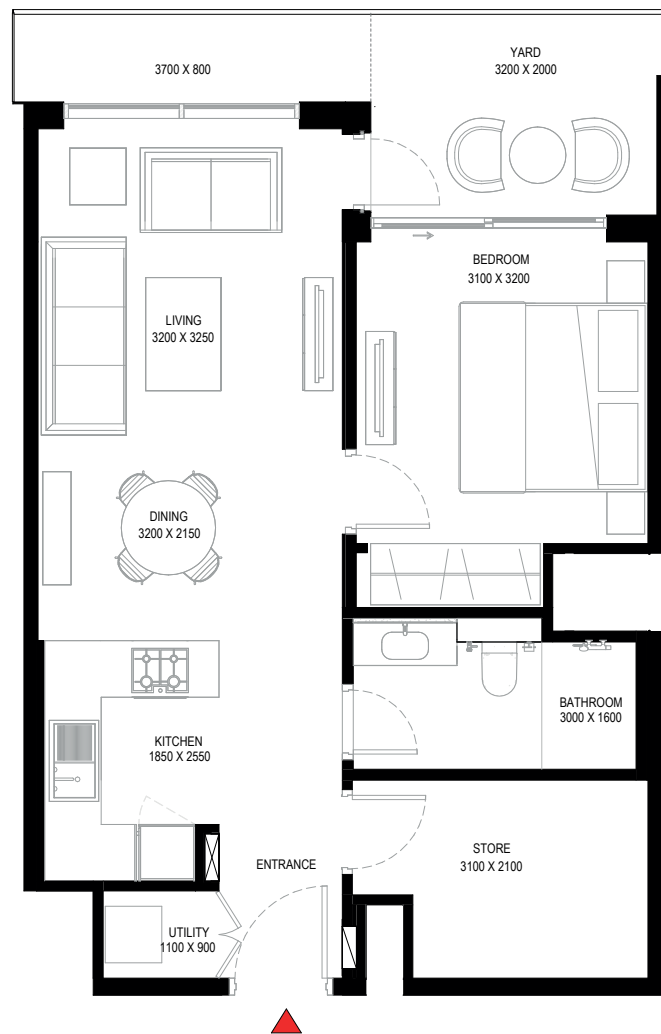 YARD
3200 X 2000
3700 X 800
BEDROOM
3100 X 3200
LIVING
3200 X 3250
DINING
3200 X 2150
BATHROOM
3000 X 1600
KITCHEN
1850 X 2550
STORE
3100 X 2100
ENTRANCE
UTILITY
1100 X 900